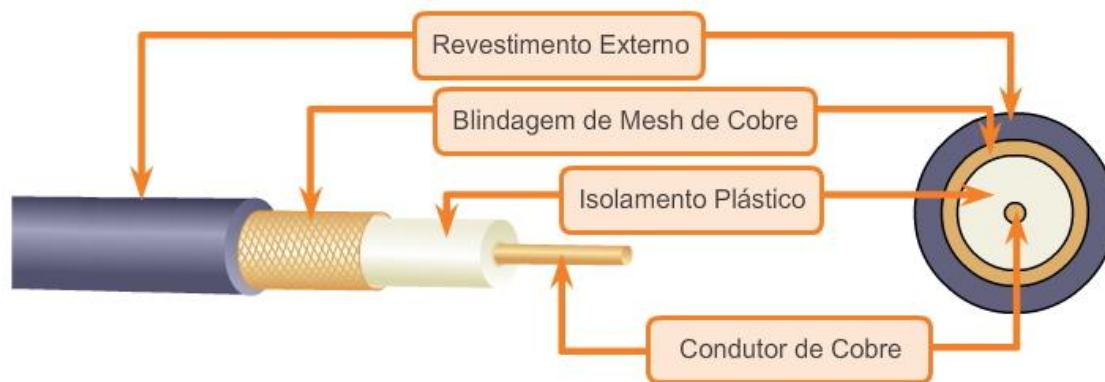 Revestimento Externo
Blindagem de Mesh de Cobre
Isolamento Plástico
Condutor de Cobre